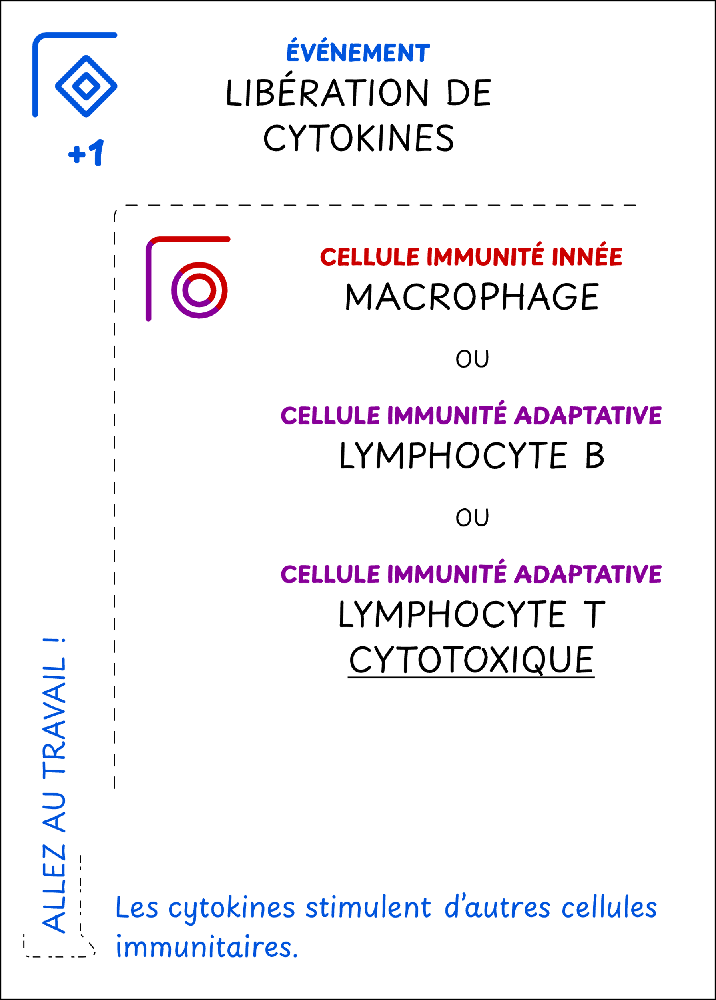 ÉVÉNEMENT
LIBÉRATION DE
CYTOKINES
+1
CELLULE IMMUNITÉ INNÉE
MACROPHAGE
OU
CELLULE IMMUNITÉ ADAPTATIVE
LYMPHOCYTE B
OU
CELLULE IMMUNITÉ ADAPTATIVE
LYMPHOCYTE T
CYTOTOXIQUE
ALLEZ AU TRAVAIL !
Les cytokines stimulent d'autres cellules
immunitaires.